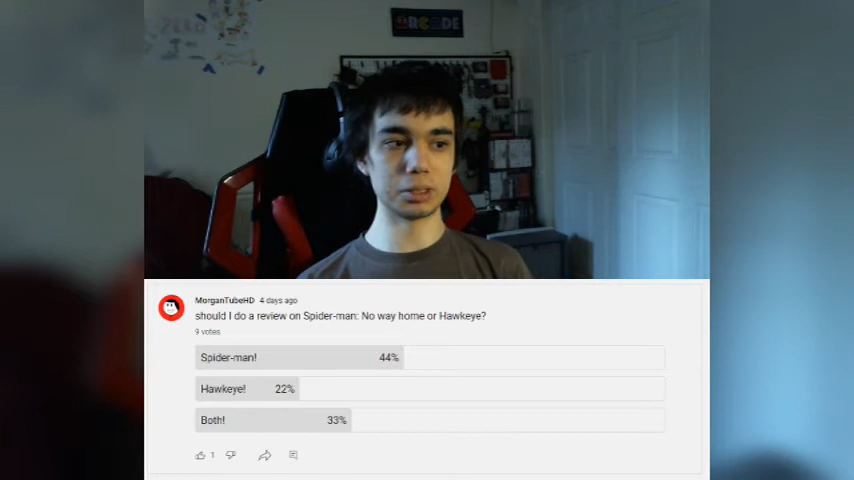 ARCADE
MorganTubeHD 4 days ago
should I do a review on Spider-man: No way home or Hawkeye?
9 votes
Spider-man! 44%
Hawkeye! 22%
Both! 33%
1